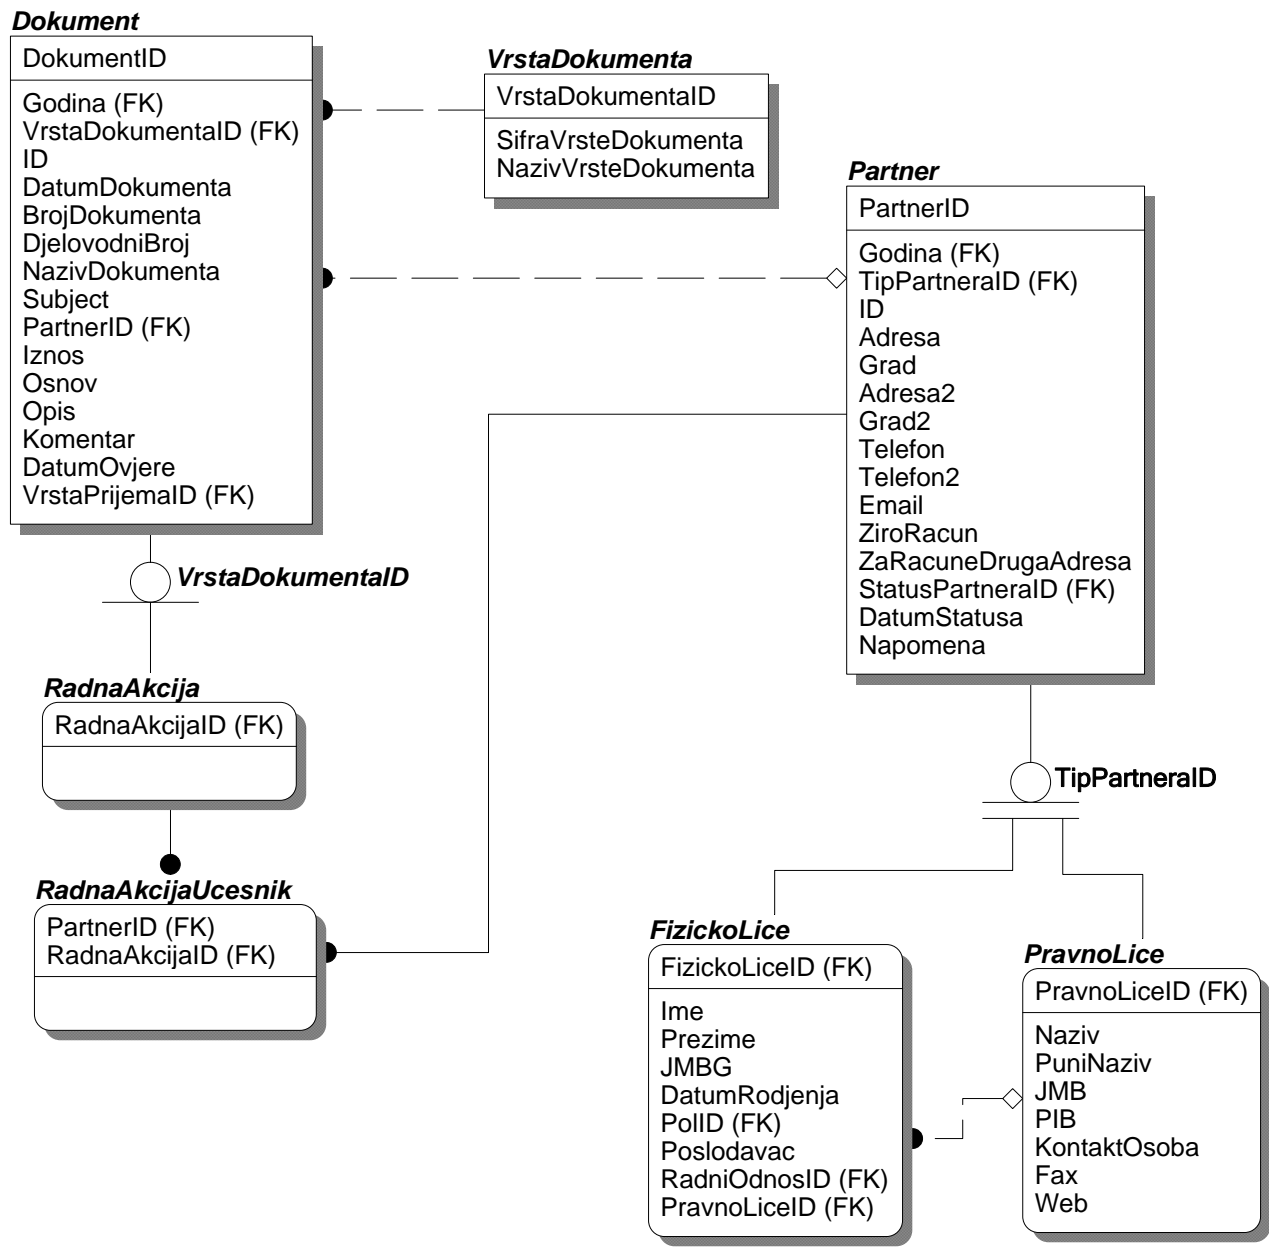 Dokument
DokumentID
Godina (FK)
VrstaDokumentaID (FK)
ID
DatumDokumenta
BrojDokumenta
DjelovodniBroj
NazivDokumenta
Subject
PartnerID (FK)
Iznos
Osnov
Opis
Komentar
DatumOvjere
VrstaPrijemaID (FK)
VrstaDokumenta
VrstaDokumentaID
SifraVrsteDokumenta
NazivVrsteDokumenta
Partner
PartnerID
Godina (FK)
TipPartneraID (FK)
ID
Adresa
Grad
Adresa2
Grad2
Telefon
Telefon2
Email
ZiroRacun
ZaRacuneDrugaAdresa
StatusPartneraID (FK)
DatumStatusa
Napomena
VrstaDokumentaID
RadnaAkcija
RadnaAkcijaID (FK)
RadnaAkcijaUcesnik
PartnerID (FK)
RadnaAkcijaID (FK)
TipPartneraID
FizickoLice
FizickoLiceID (FK)
Ime
Prezime
JMBG
DatumRodjenja
PolID (FK)
Poslodavac
RadniOdnosID (FK)
PravnoLiceID (FK)
PravnoLice
PravnoLiceID (FK)
Naziv
PuniNaziv
JMB
PIB
KontaktOsoba
Fax
Web